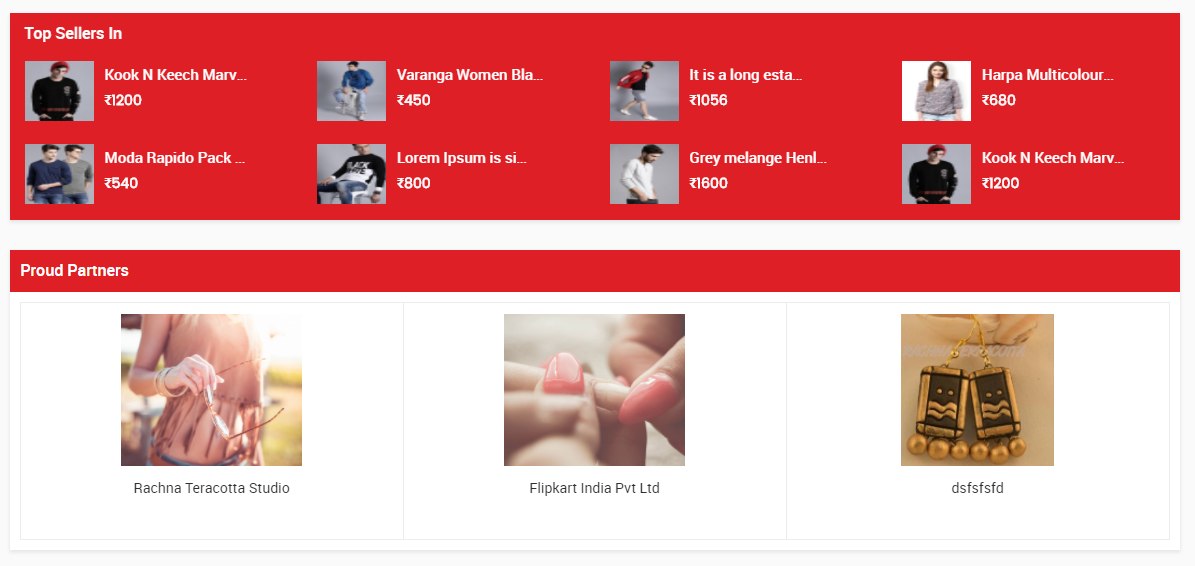 Top Sellers In
Kook N Keech Marv...
₹1200
Varanga Women Bla...
₹450
It is a long esta...
₹1056
Harpa Multicolour...
₹680
Moda Rapido Pack ...
₹540
Lorem Ipsum is si...
₹800
Grey melange Henl...
₹1600
Kook N Keech Marv...
₹1200
Proud Partners
Rachna Teracotta Studio
Flipkart India Pvt Ltd
dsfsfsfd